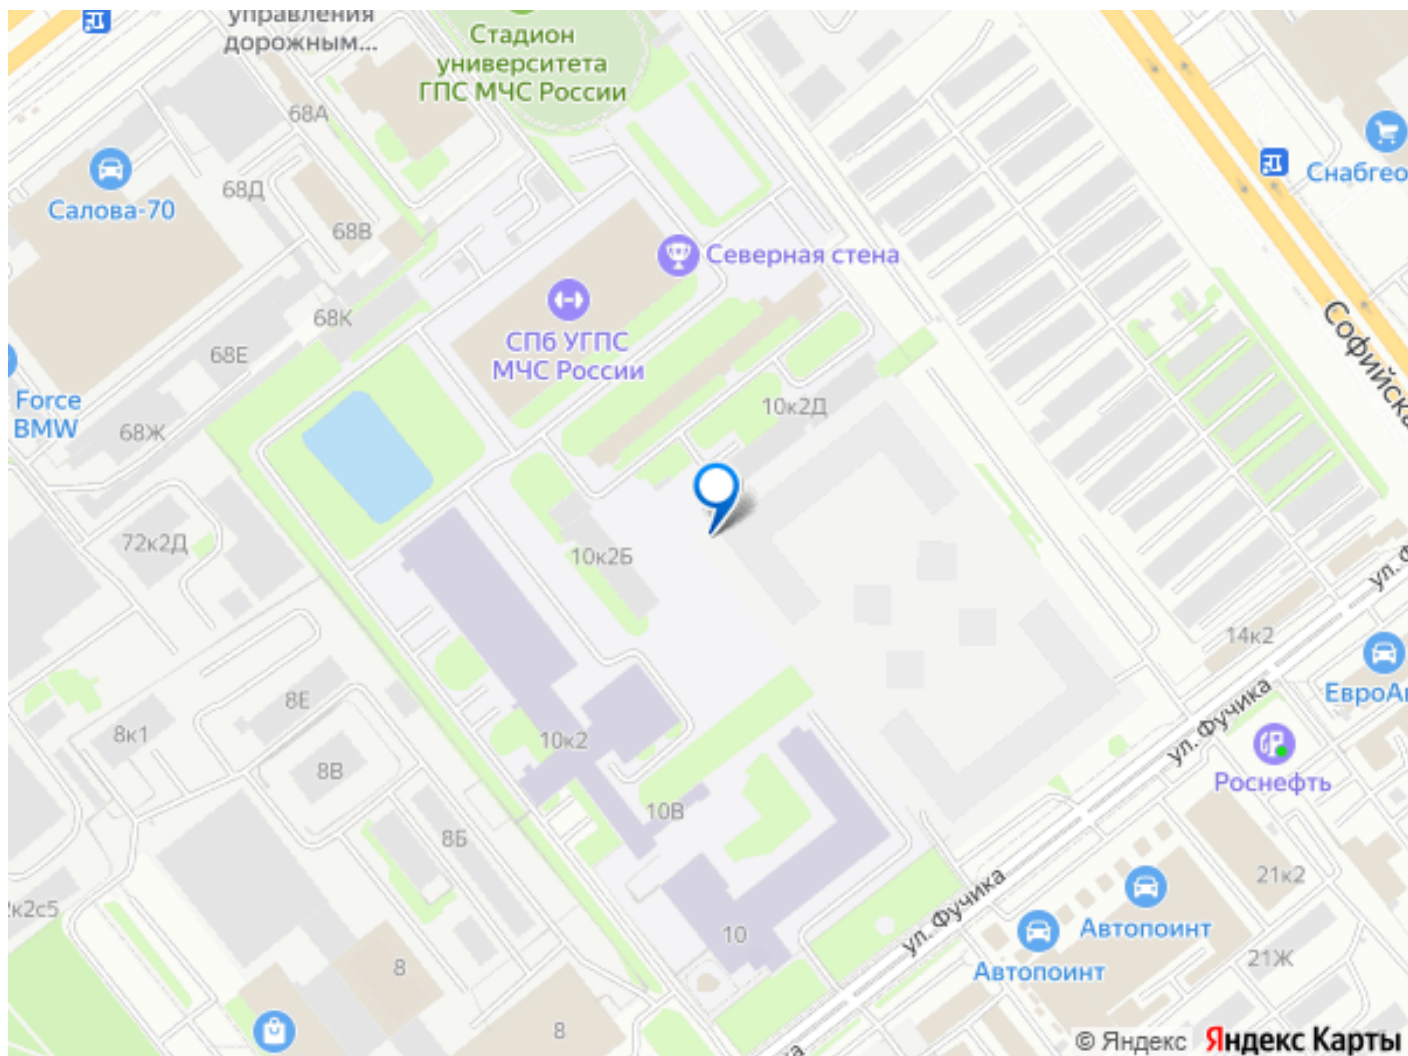 управления
дорожным...
Стадион
университета
ГПС МЧС России
68А
Салова-70
68Д
68В
Снабгео
Северная стена
68К
СПб УГПС
МЧС России
68Е
Софийска
Force
BMW
68Ж
10к2Д
72к2Д
10к2Б
ул. Ф
14к2
ЕвроАв
8Е
8к1
10к2
ул. Фучика
8В
Роснефть
10В
8Б
21к2
к2с5
ул. Фучика
Автопоинт
10
Автопоинт
21Ж
8
8
© Яндекс Яндекс Карты